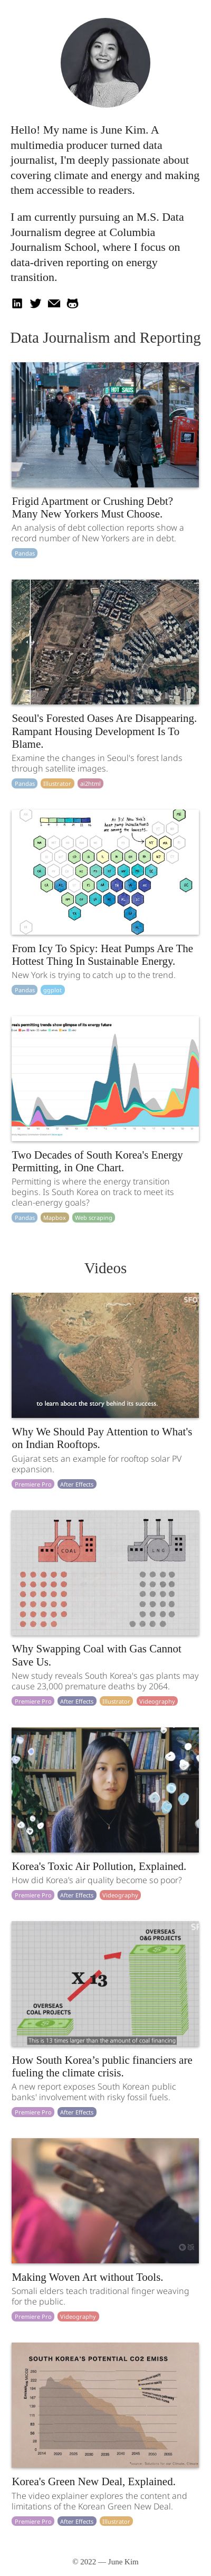 Hello! My name is June Kim. A
multimedia producer turned data
journalist, I'm deeply passionate about
covering climate and energy and making
them accessible to readers.
I am currently pursuing an M.S. Data
Journalism degree at Columbia
Journalism School, where I focus on
data-driven reporting on energy
transition.
Data Journalism and Reporting
Frigid Apartment or Crushing Debt?
Many New Yorkers Must Choose.
An analysis of debt collection reports show a
record number of New Yorkers are in debt.
Pandas
Seoul's Forested Oases Are Disappearing.
Rampant Housing Development Is To
Blame.
Examine the changes in Seoul's forest lands
through satellite images.
Pandas Illustrator ai2html
From Icy To Spicy: Heat Pumps Are The
Hottest Thing In Sustainable Energy.
New York is trying to catch up to the trend.
Pandas ggplot
Two Decades of South Korea's Energy
Permitting, in One Chart.
Permitting is where the energy transition
begins. Is South Korea on track to meet its
clean-energy goals?
Pandas Mapbox Web scraping
Videos
to learn about the story behind its success.
Why We Should Pay Attention to What's
on Indian Rooftops.
Gujarat sets an example for rooftop solar PV
expansion.
Premiere Pro After Effects
COAL LNG
Why Swapping Coal with Gas Cannot
Save Us.
New study reveals South Korea's gas plants may
cause 23,000 premature deaths by 2064.
Premiere Pro After Effects Illustrator Videography
Korea's Toxic Air Pollution, Explained.
How did Korea's air quality become so poor?
Premiere Pro After Effects Videography
OVERSEAS
O&G PROJECTS
X 13
OVERSEAS
COAL PROJECTS
This is 13 times larger than the amount of coal financing
How South Korea’s public financiers are
fueling the climate crisis.
A new report exposes South Korean public
banks' involvement with risky fossil fuels.
Premiere Pro After Effects
Making Woven Art without Tools.
Somali elders teach traditional finger weaving
for the public.
Premiere Pro Videography
SOUTH KOREA'S POTENTIAL CO2 EMISS
Korea's Green New Deal, Explained.
The video explainer explores the content and
limitations of the Korean Green New Deal.
Premiere Pro After Effects Illustrator
© 2022 — June Kim